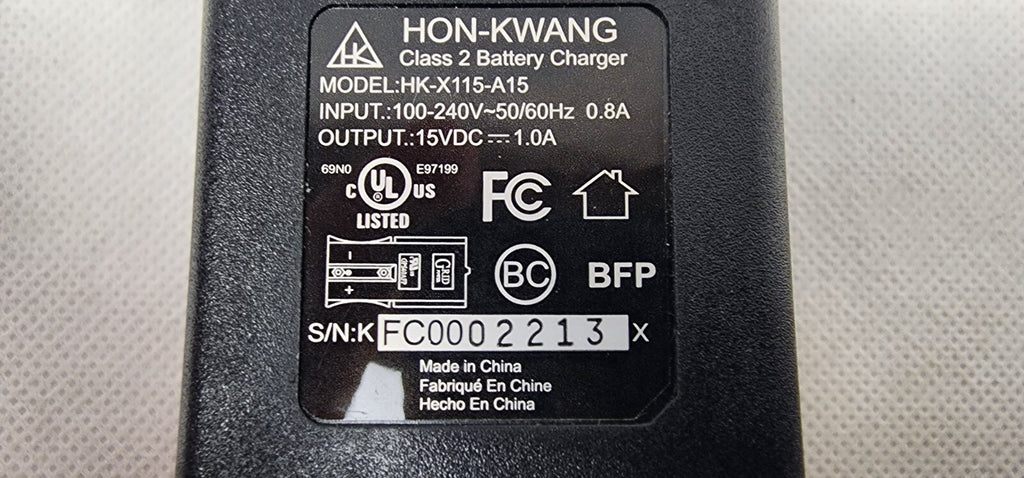 HK
HON-KWANG
Class 2 Battery Charger
MODEL:HK-X115-A15
INPUT.:100-240V~50/60Hz 0.8A
OUTPUT.:15VDC⎓1.0A
69N0 E97199
C UL US
LISTED
FC
- +
BC
BFP
S/N:K FC0002213 X
Made in China
Fabriqué En Chine
Hecho En China